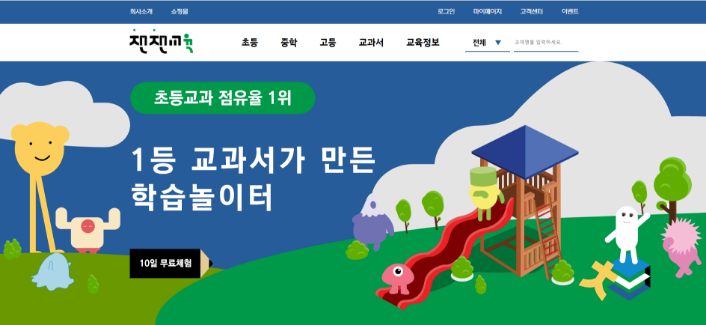 회사소개 쇼핑몰 로그인 마이페이지 고객센터 이벤트
잰잰교육 초등 중학 고등 교과서 교육정보 전체 ▼ 교재명을 입력하세요
초등교과 점유율 1위
1등 교과서가 만든
학습놀이터
10일 무료체험